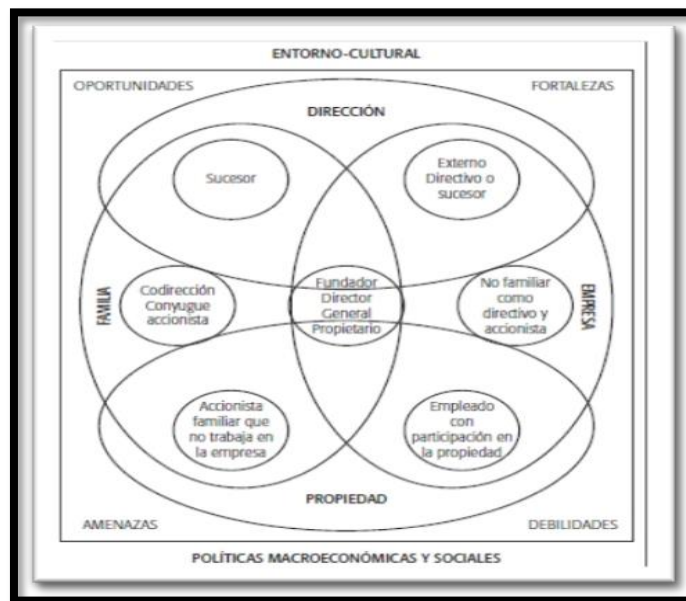 ENTORNO-CULTURAL
OPORTUNIDADES
FORTALEZAS
DIRECCIÓN
Sucesor
Externo
Directivo o
sucesor
FAMILIA
Codirección
Conyugue
accionista
Fundador
Director
General
Propietario
No familiar
como
directivo y
accionista
EMPRESA
Accionista
familiar que
no trabaja en
la empresa
Empleado
con
participación en
la propiedad
PROPIEDAD
AMENAZAS
DEBILIDADES
POLÍTICAS MACROECONÓMICAS Y SOCIALES